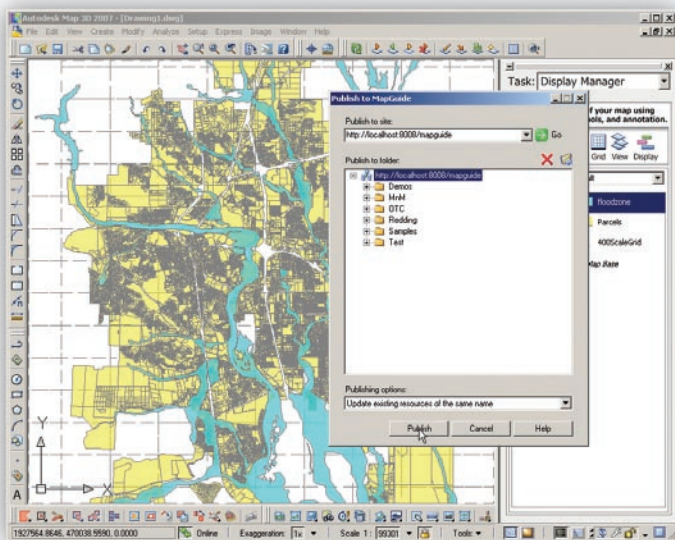 Autodesk Map 3D 2007 - [Drawing1.dwg]
File Edit View Create Modify Analyze Setup Express Image Window Help
Task: Display Manager
Publish to MapGuide
Publish to site:
http://localhost:8008/mapguide
Go
Publish to folder:
http://localhost:8008/mapguide
Demos
MnM
OTC
Redding
Samples
Test
Publishing options:
Update existing resources of the same name
Publish Cancel Help
f your map using
ols, and annotation.
Grid View Display
floodzone
Parcels
400ScaleGrid
Map Base
Y
X
A
1927564.8646, 470038.5590, 0.0000
Online
Exaggeration: 1x
Scale 1: 99301
Tools